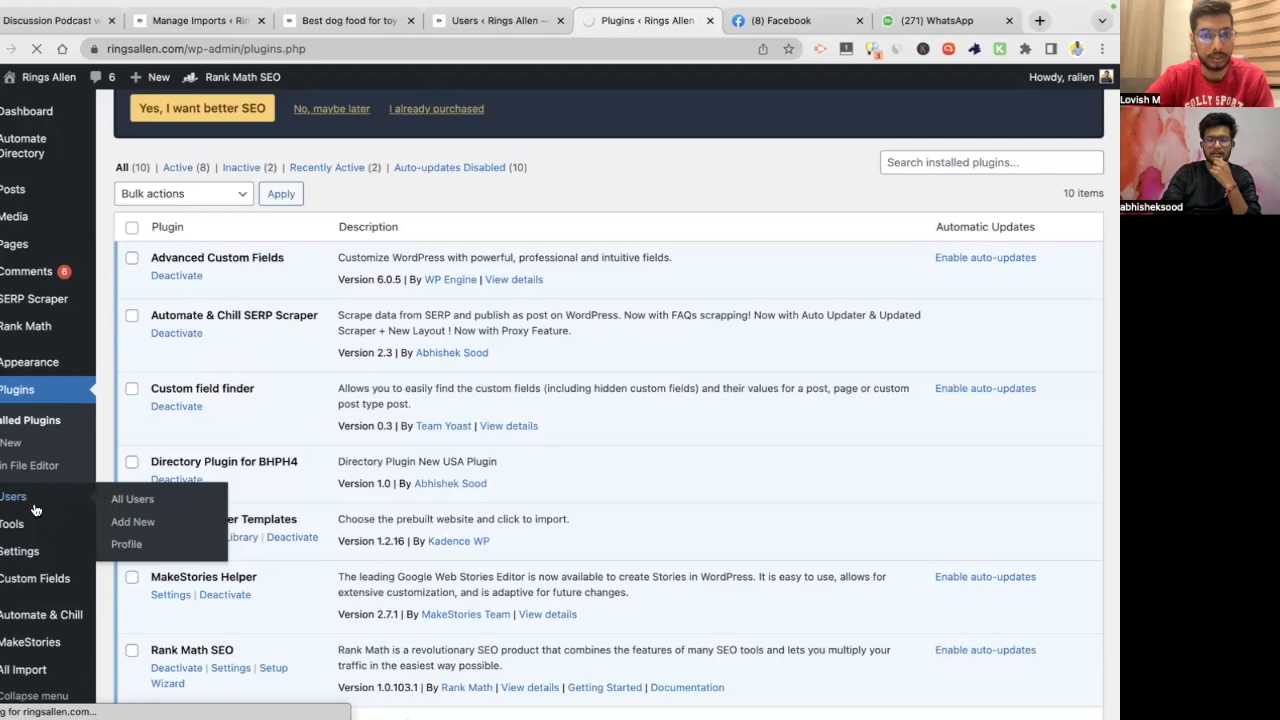 Discussion Podcast w
Manage Imports ‹ Rin
Best dog food for toy
Users ‹ Rings Allen —
Plugins ‹ Rings Allen
(8) Facebook
(271) WhatsApp
ringsallen.com/wp-admin/plugins.php
Rings Allen
6
New
Rank Math SEO
Howdy, rallen
Dashboard
Automate
Directory
Posts
Media
Pages
Comments 6
SERP Scraper
Rank Math
Appearance
Plugins
alled Plugins
New
in File Editor
Users
Tools
Settings
Custom Fields
Automate & Chill
MakeStories
All Import
Collapse menu
All Users
Add New
Profile
Yes, I want better SEO
No, maybe later
I already purchased
All (10) | Active (8) | Inactive (2) | Recently Active (2) | Auto-updates Disabled (10)
Search installed plugins...
Bulk actions
Apply
10 items
Plugin
Description
Automatic Updates
Advanced Custom Fields
Deactivate
Customize WordPress with powerful, professional and intuitive fields.
Version 6.0.5 | By WP Engine | View details
Enable auto-updates
Automate & Chill SERP Scraper
Deactivate
Scrape data from SERP and publish as post on WordPress. Now with FAQs scrapping! Now with Auto Updater & Updated
Scraper + New Layout ! Now with Proxy Feature.
Version 2.3 | By Abhishek Sood
Custom field finder
Deactivate
Allows you to easily find the custom fields (including hidden custom fields) and their values for a post, page or custom
post type post.
Version 0.3 | By Team Yoast | View details
Enable auto-updates
Directory Plugin for BHPH4
Deactivate
Directory Plugin New USA Plugin
Version 1.0 | By Abhishek Sood
er Templates
Library | Deactivate
Choose the prebuilt website and click to import.
Version 1.2.16 | By Kadence WP
MakeStories Helper
Settings | Deactivate
The leading Google Web Stories Editor is now available to create Stories in WordPress. It is easy to use, allows for
extensive customization, and is adaptive for future changes.
Version 2.7.1 | By MakeStories Team | View details
Enable auto-updates
Rank Math SEO
Deactivate | Settings | Setup
Wizard
Rank Math is a revolutionary SEO product that combines the features of many SEO tools and lets you multiply your
traffic in the easiest way possible.
Version 1.0.103.1 | By Rank Math | View details | Getting Started | Documentation
Enable auto-updates
g for ringsallen.com...
Lovish M
abhisheksood